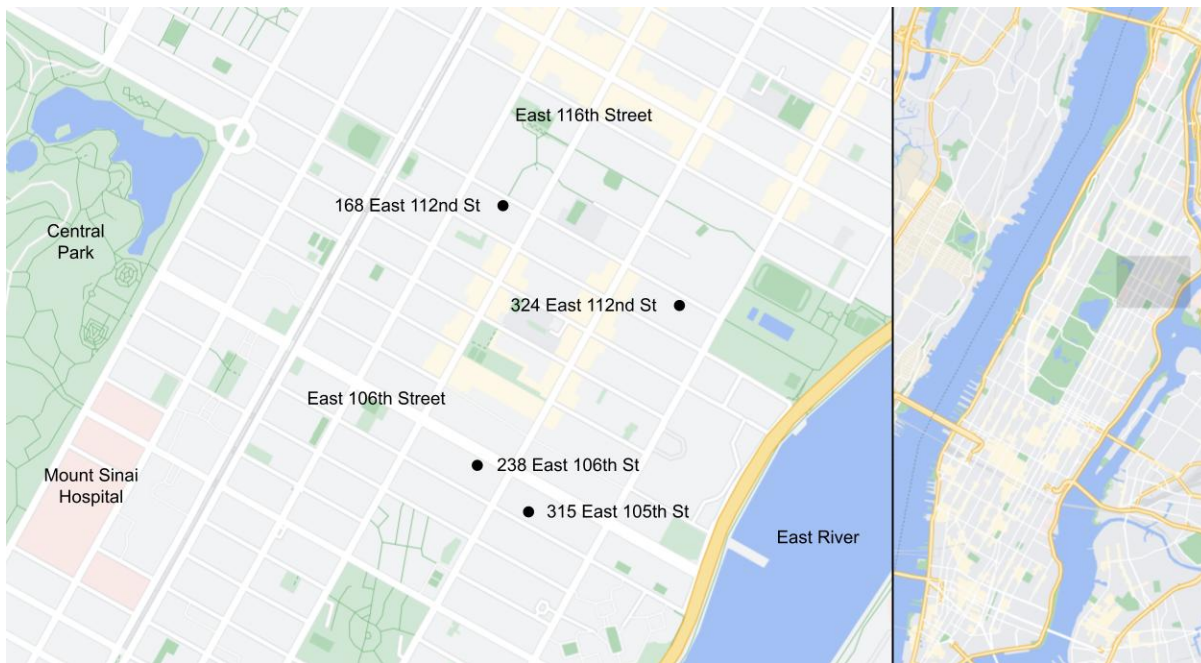 East 116th Street
168 East 112nd St
Central
Park
324 East 112nd St
East 106th Street
238 East 106th St
Mount Sinai
Hospital
315 East 105th St
East River